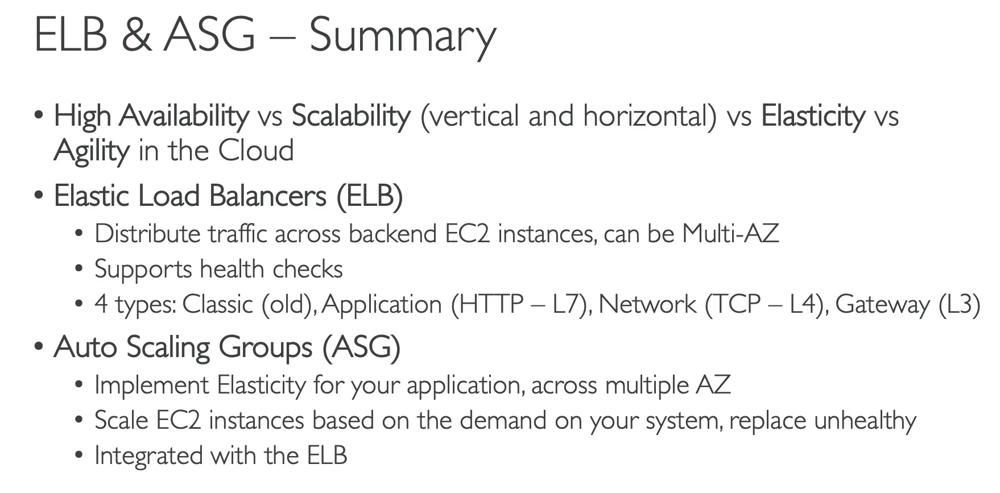 ELB & ASG – Summary
• High Availability vs Scalability (vertical and horizontal) vs Elasticity vs
Agility in the Cloud
• Elastic Load Balancers (ELB)
• Distribute traffic across backend EC2 instances, can be Multi-AZ
• Supports health checks
• 4 types: Classic (old), Application (HTTP – L7), Network (TCP – L4), Gateway (L3)
• Auto Scaling Groups (ASG)
• Implement Elasticity for your application, across multiple AZ
• Scale EC2 instances based on the demand on your system, replace unhealthy
• Integrated with the ELB